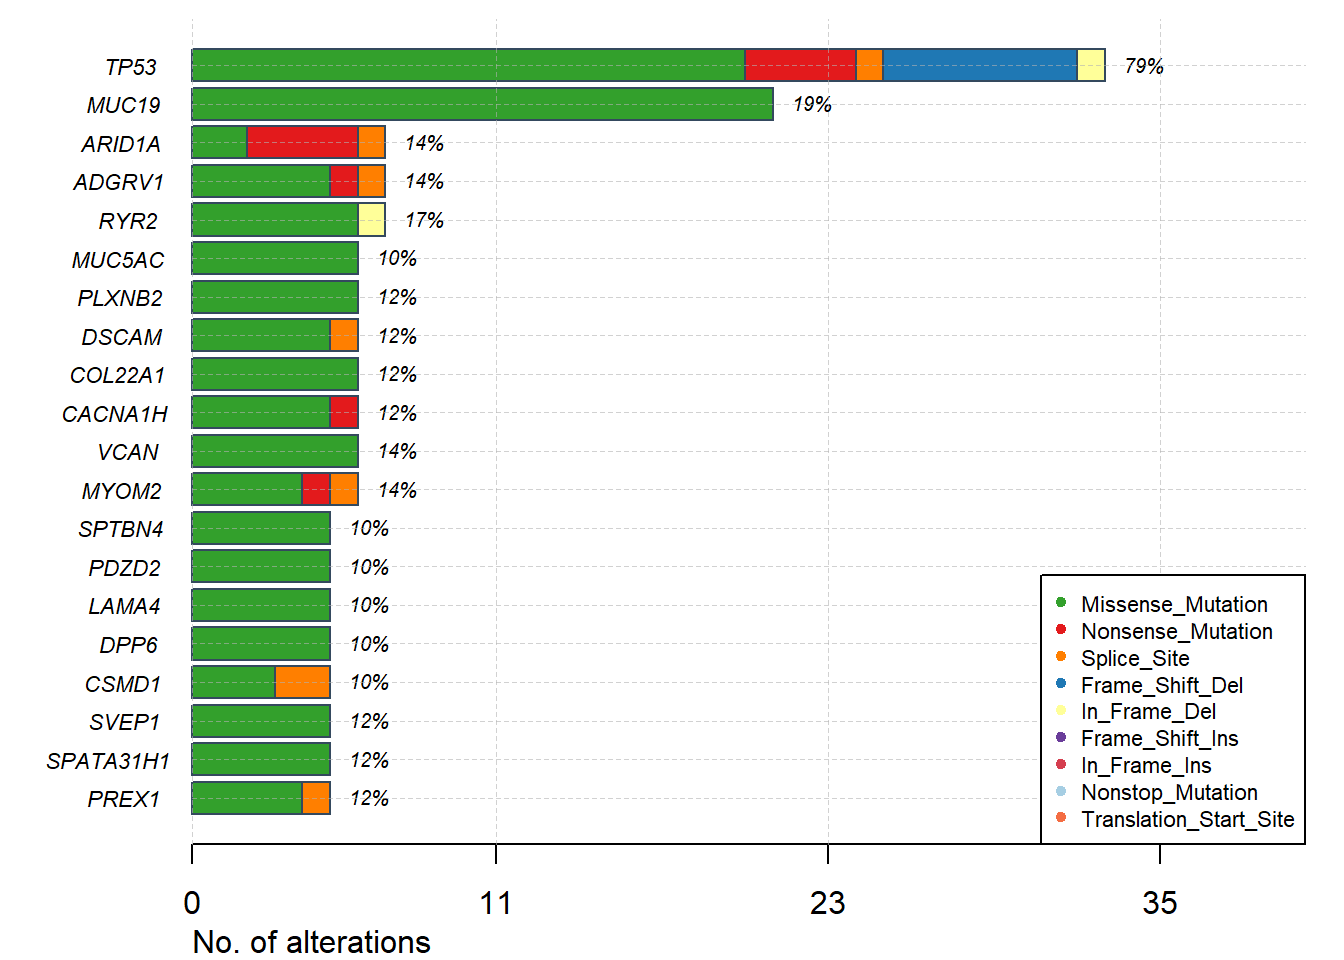 TP53 79%
MUC19 19%
ARID1A 14%
ADGRV1 14%
RYR2 17%
MUC5AC 10%
PLXNB2 12%
DSCAM 12%
COL22A1 12%
CACNA1H 12%
VCAN 14%
MYOM2 14%
SPTBN4 10%
PDZD2 10%
LAMA4 10%
DPP6 10%
CSMD1 10%
SVEP1 12%
SPATA31H1 12%
PREX1 12%
Missense_Mutation
Nonsense_Mutation
Splice_Site
Frame_Shift_Del
In_Frame_Del
Frame_Shift_Ins
In_Frame_Ins
Nonstop_Mutation
Translation_Start_Site
0 11 23 35
No. of alterations